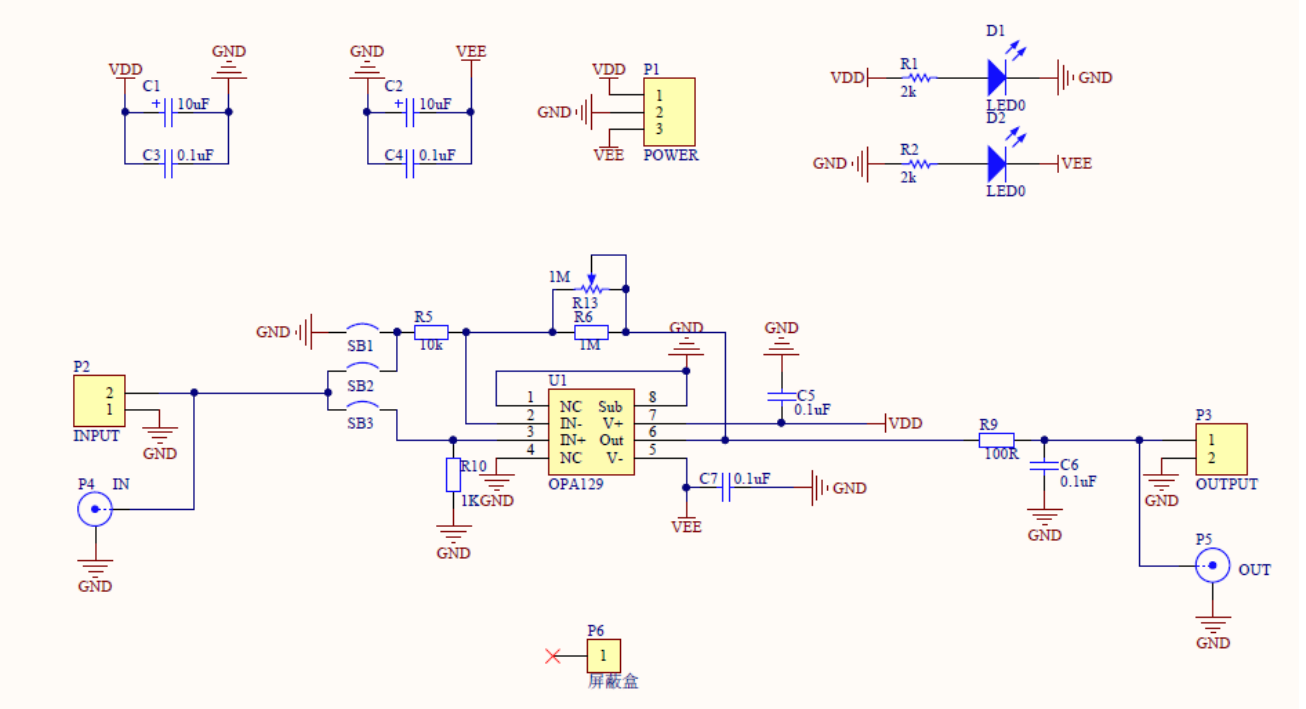 D1
GND
GND
VEE
VDD
VDD
P1
R1
VDD
GND
C1
C2
2k
LED0
+
10uF
+
10uF
1
GND
2
D2
3
C3
0.1uF
C4
0.1uF
VEE
POWER
R2
GND
VEE
2k
LED0
1M
R13
R5
R6
GND
GND
GND
10k
1M
SB1
P2
SB2
U1
2
1
NC
Sub
8
C5
1
2
IN-
V+
7
0.1uF
P3
SB3
VDD
R9
INPUT
3
IN+
Out
6
1
GND
4
NC
V-
5
100R
2
R10
C6
C7
0.1uF
P4
IN
OPA129
GND
0.1uF
OUTPUT
1K
GND
GND
VEE
GND
P5
GND
OUT
GND
GND
P6
1
屏蔽盒